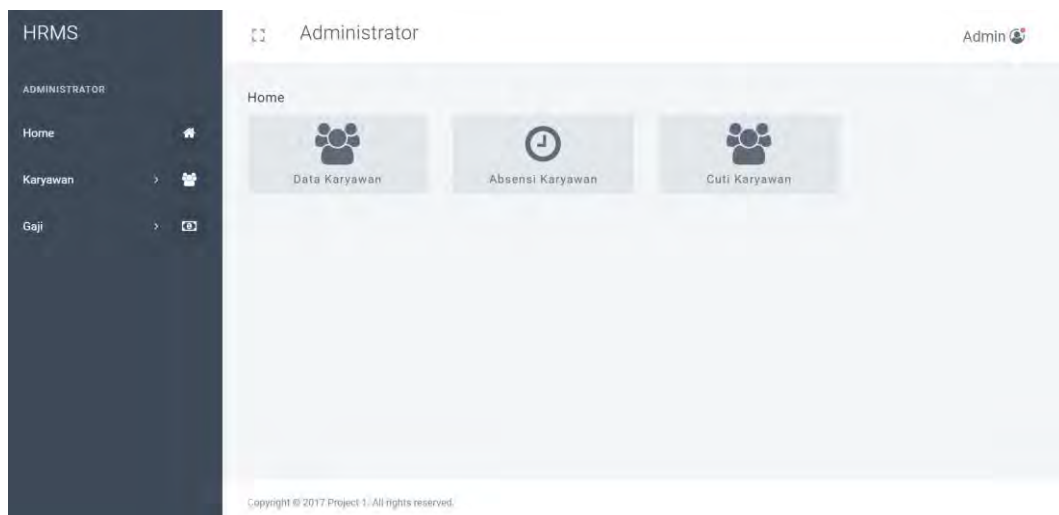 HRMS
Administrator
Admin
ADMINISTRATOR
Home
Karyawan
Gaji
Home
Data Karyawan
Absensi Karyawan
Cuti Karyawan
Copyright © 2017 Project 1. All rights reserved.